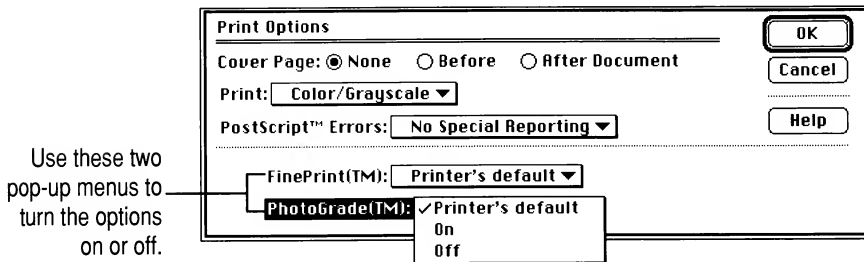 Print Options
OK
Cover Page: None Before After Document
Cancel
Print: Color/Grayscale
PostScript™ Errors: No Special Reporting
Help
Use these two
pop-up menus to
turn the options
on or off.
FinePrint(TM): Printer's default
PhotoGrade(TM): ✓Printer's default
On
Off